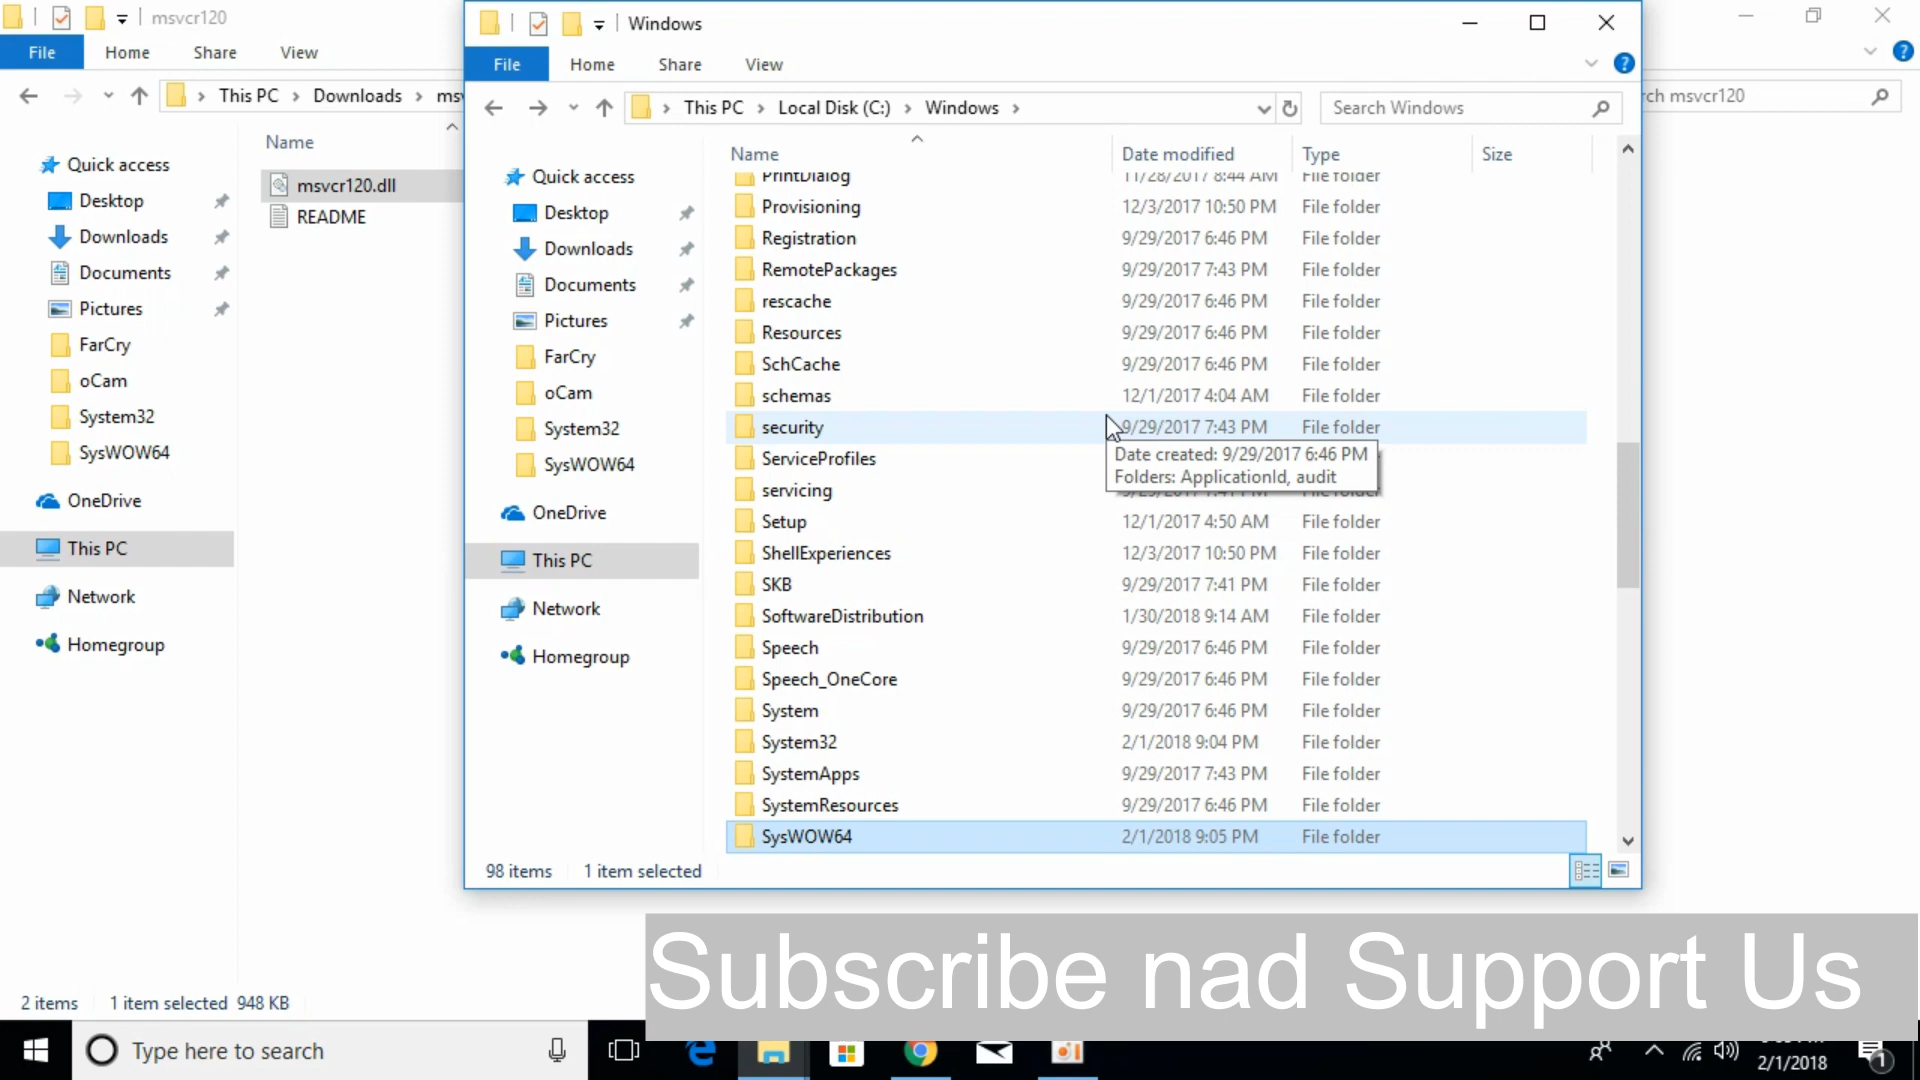 msvcr120
File
Home
Share
View
This PC
Downloads
Name
Quick access
Desktop
Downloads
Documents
Pictures
FarCry
oCam
System32
SysWOW64
OneDrive
This PC
Network
Homegroup
msvcr120.dll
README
2 items
1 item selected 948 KB
Windows
File
Home
Share
View
This PC
Local Disk (C:)
Windows
Search Windows
msvcr120
Quick access
Desktop
Downloads
Documents
Pictures
FarCry
oCam
System32
SysWOW64
OneDrive
This PC
Network
Homegroup
Name Date modified Type Size
PrintDialog 11/28/2017 8:44 AM File folder
Provisioning 12/3/2017 10:50 PM File folder
Registration 9/29/2017 6:46 PM File folder
RemotePackages 9/29/2017 7:43 PM File folder
rescache 9/29/2017 6:46 PM File folder
Resources 9/29/2017 6:46 PM File folder
SchCache 9/29/2017 6:46 PM File folder
schemas 12/1/2017 4:04 AM File folder
security 9/29/2017 7:43 PM File folder
ServiceProfiles
Date created: 9/29/2017 6:46 PM
Folders: ApplicationId, audit
servicing File folder
Setup 12/1/2017 4:50 AM File folder
ShellExperiences 12/3/2017 10:50 PM File folder
SKB 9/29/2017 7:41 PM File folder
SoftwareDistribution 1/30/2018 9:14 AM File folder
Speech 9/29/2017 6:46 PM File folder
Speech_OneCore 9/29/2017 6:46 PM File folder
System 9/29/2017 6:46 PM File folder
System32 2/1/2018 9:04 PM File folder
SystemApps 9/29/2017 7:43 PM File folder
SystemResources 9/29/2017 6:46 PM File folder
SysWOW64 2/1/2018 9:05 PM File folder
98 items
1 item selected
Subscribe nad Support Us
Type here to search
2/1/2018
1